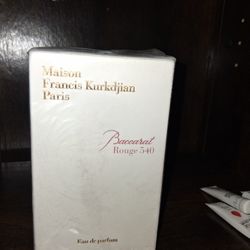 Maison
Francis Kurkdjian
Paris
Baccarat
Rouge 540
Eau de parfum